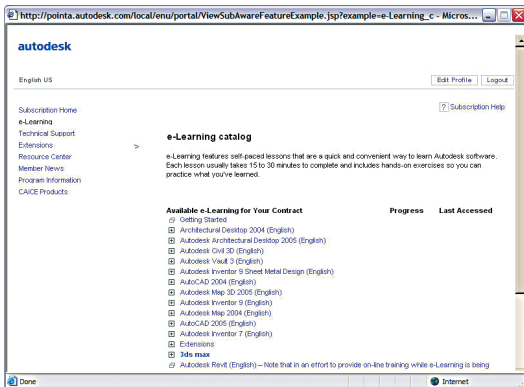 http://pointa.autodesk.com/local/enu/portal/ViewSubAwareFeatureExample.jsp?example=e-Learning_c - Micros...
autodesk
English US
Edit Profile
Logout
? Subscription Help
Subscription Home
e-Learning
Technical Support
Extensions
>
Resource Center
Member News
Program Information
CAiCE Products
e-Learning catalog
e-Learning features self-paced lessons that are a quick and convenient way to learn Autodesk software.
Each lesson usually takes 15 to 30 minutes to complete and includes hands-on exercises so you can
practice what you've learned.
Available e-Learning for Your Contract Progress Last Accessed
Getting Started
Architectural Desktop 2004 (English)
Autodesk Architectural Desktop 2005 (English)
Autodesk Civil 3D (English)
Autodesk Vault 3 (English)
Autodesk Inventor 9 Sheet Metal Design (English)
AutoCAD 2004 (English)
Autodesk Map 3D 2005 (English)
Autodesk Inventor 9 (English)
Autodesk Map 2004 (English)
AutoCAD 2005 (English)
Autodesk Inventor 7 (English)
Extensions
3ds max
Autodesk Revit (English) – Note that in an effort to provide on-line training while e-Learning is being
Done
Internet